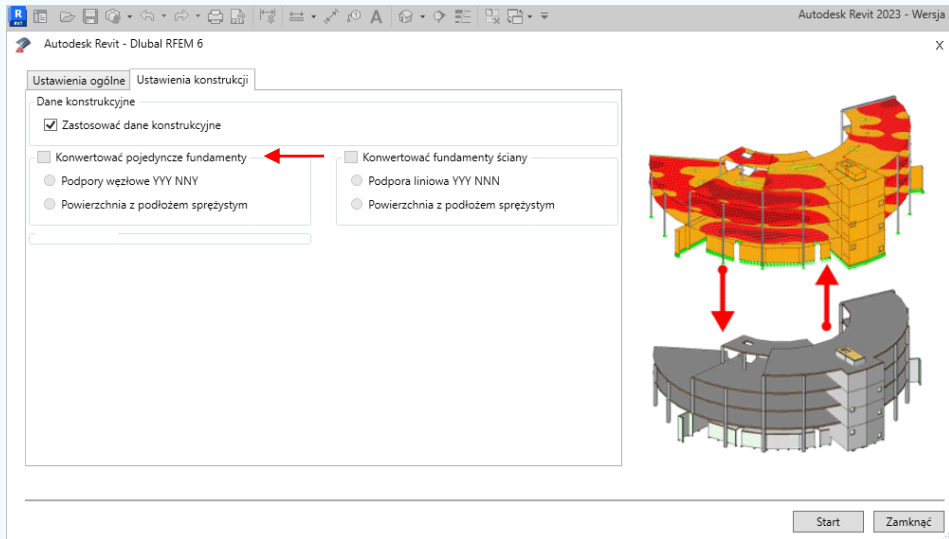 R
RVT
A
Autodesk Revit 2023 - Wersja
Autodesk Revit - Dlubal RFEM 6
X
Ustawienia ogólne
Ustawienia konstrukcji
Dane konstrukcyjne
Zastosować dane konstrukcyjne
Konwertować pojedyncze fundamenty
Konwertować fundamenty ściany
Podpory węzłowe YYY NNY
Podpora liniowa YYY NNN
Powierzchnia z podłożem sprężystym
Powierzchnia z podłożem sprężystym
Start
Zamknąć